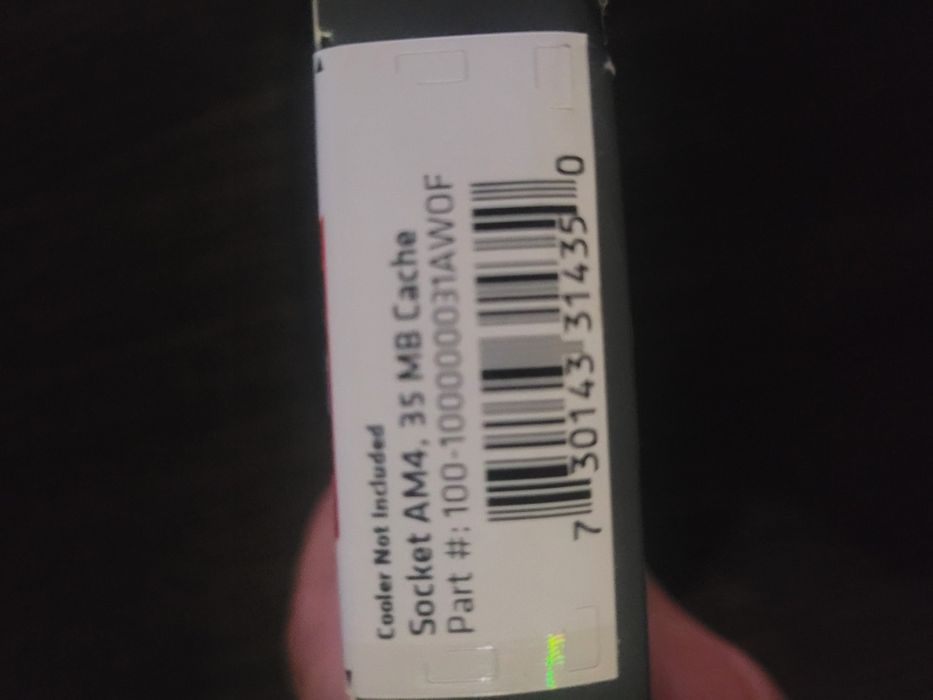 Cooler Not Included
Socket AM4, 35 MB Cache
Part #: 100-100000031AWOF
7 30143 31435 0